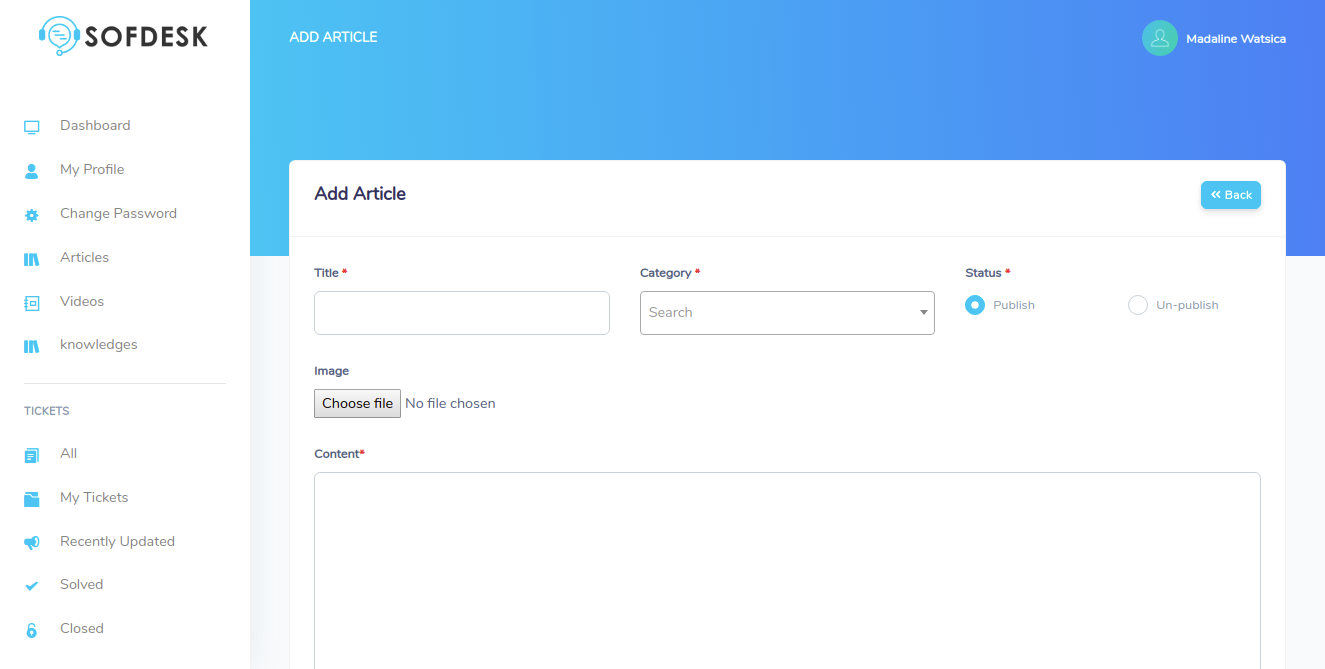 SOFDESK
ADD ARTICLE
Madaline Watsica
Dashboard
My Profile
Change Password
Articles
Videos
knowledges
TICKETS
All
My Tickets
Recently Updated
Solved
Closed
Add Article
« Back
Title *
Category *
Status *
Search
Publish
Un-publish
Image
Choose file No file chosen
Content*